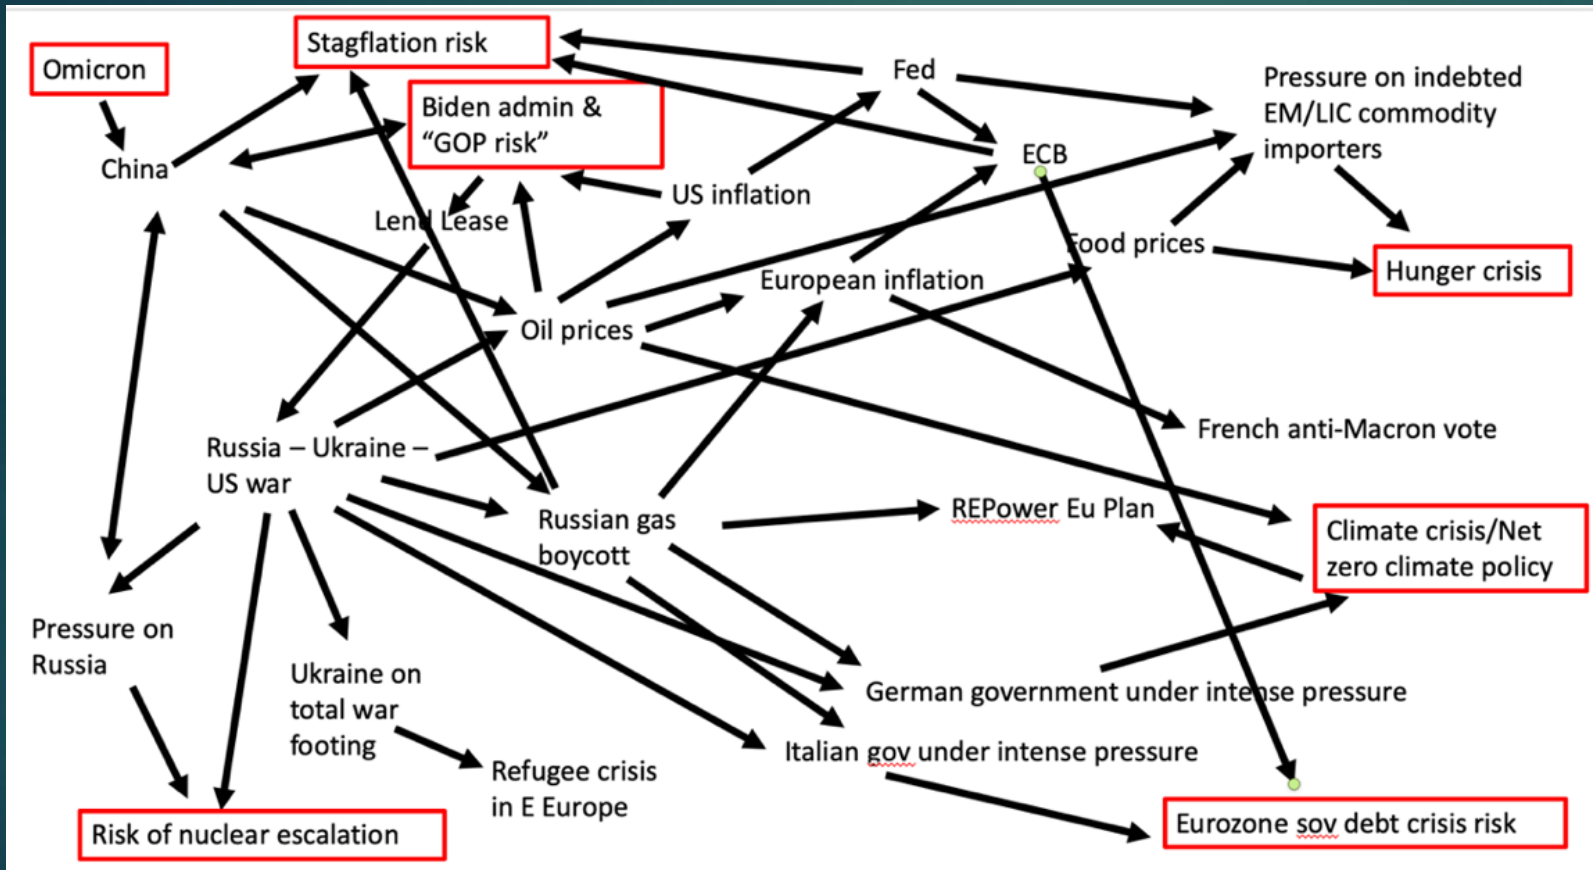 Stagflation risk
Omicron
Fed
Pressure on indebted
EM/LIC commodity
importers
Biden admin &
“GOP risk”
China
ECB
US inflation
Lend Lease
Food prices
Hunger crisis
European inflation
Oil prices
French anti-Macron vote
Russia – Ukraine –
US war
REPower Eu Plan
Russian gas
boycott
Climate crisis/Net
zero climate policy
Pressure on
Russia
Ukraine on
total war
footing
German government under intense pressure
Italian gov under intense pressure
Refugee crisis
in E Europe
Risk of nuclear escalation
Eurozone sov debt crisis risk